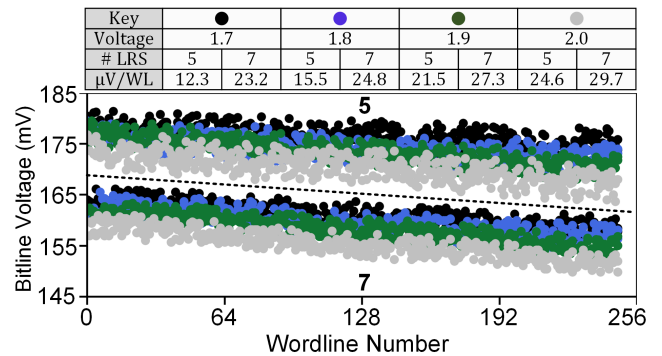 Key
Voltage 1.7 1.8 1.9 2.0
# LRS 5 7 5 7 5 7 5 7
μV/WL 12.3 23.2 15.5 24.8 21.5 27.3 24.6 29.7
185
175
165
155
145
Bitline Voltage (mV)
5
7
0 64 128 192 256
Wordline Number